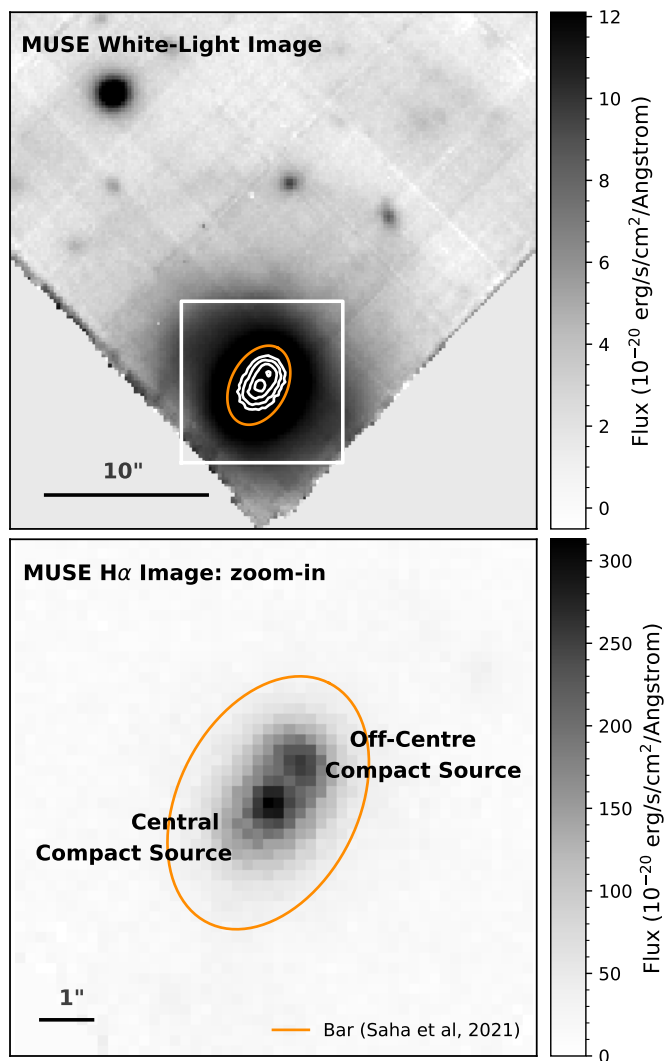 MUSE White-Light Image
10"
12
10
8
6
4
2
0
Flux (10⁻²⁰ erg/s/cm²/Angstrom)
MUSE Hα Image: zoom-in
Off-Centre
Compact Source
Central
Compact Source
1"
Bar (Saha et al, 2021)
300
250
200
150
100
50
0
Flux (10⁻²⁰ erg/s/cm²/Angstrom)